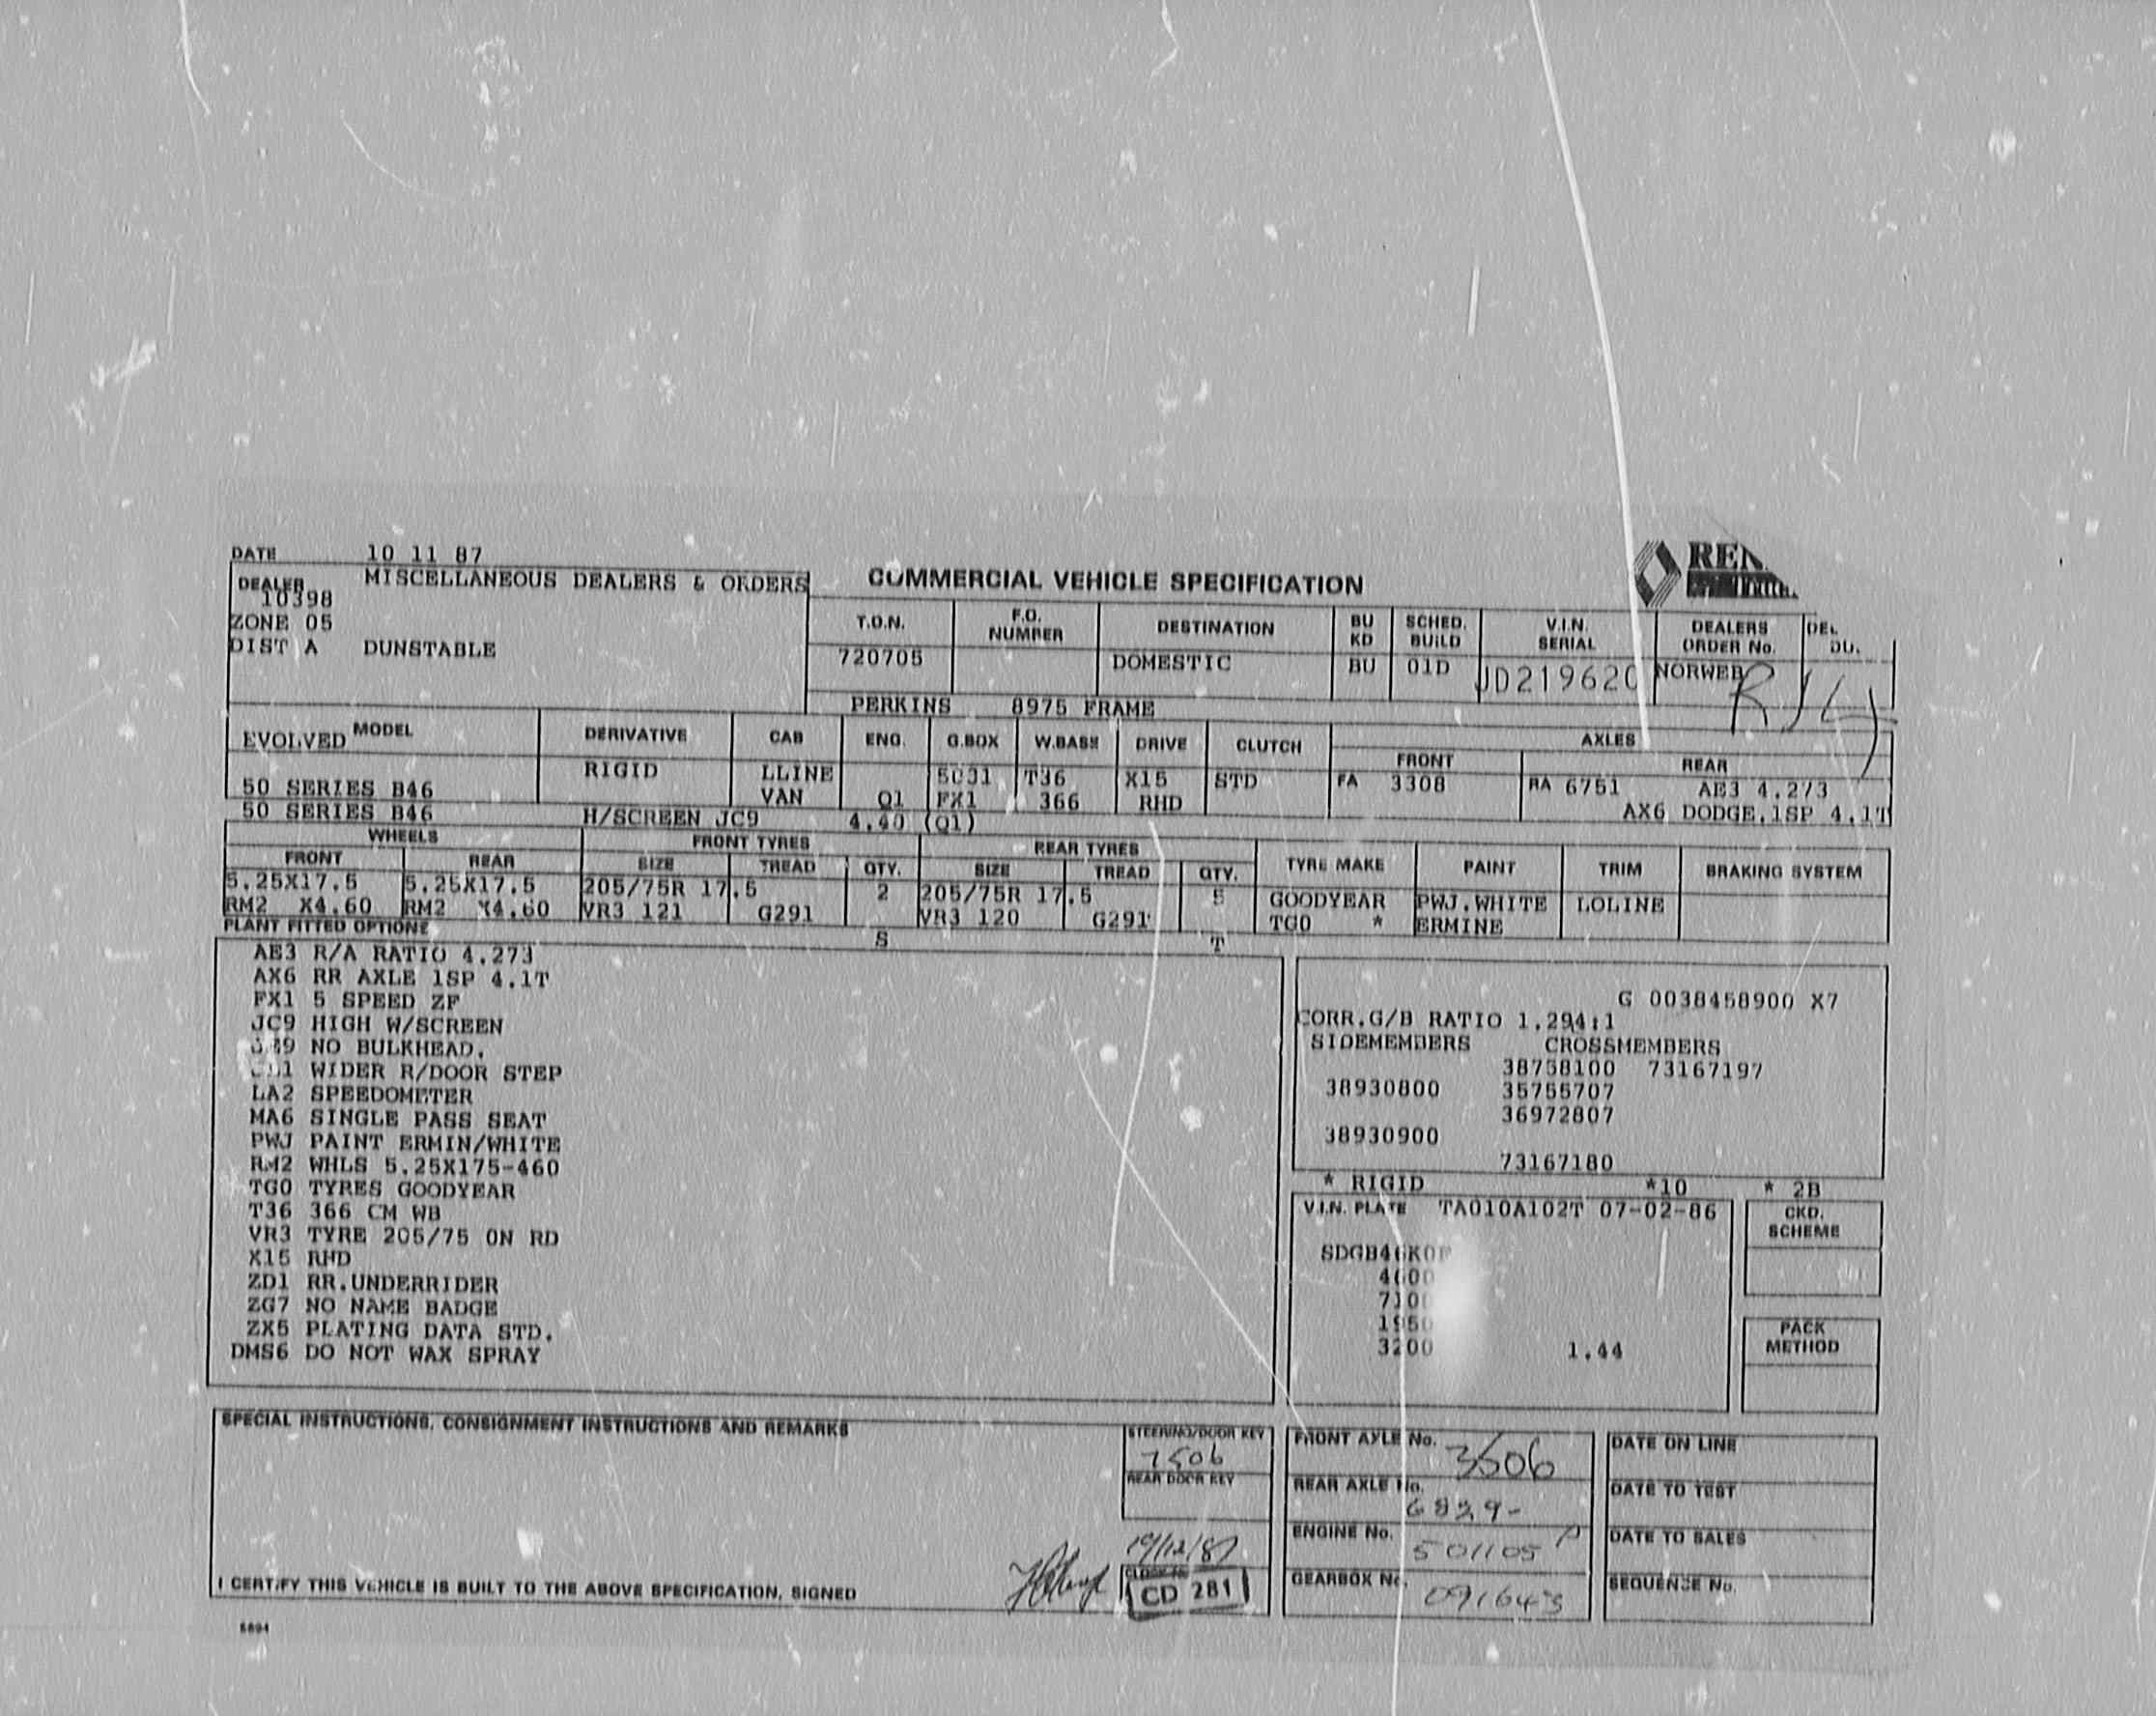 DATE 10 11 87
DEALER MISCELLANEOUS DEALERS & ORDERS
10398
ZONE 05
DIST A DUNSTABLE
COMMERCIAL VEHICLE SPECIFICATION
T.O.N. F.O. NUMBER DESTINATION BU KD SCHED. BUILD V.I.N. SERIAL DEALERS ORDER No.
720705 DOMESTIC BU 01D JD219620 NORWEB
PERKINS 8975 FRAME
MODEL DERIVATIVE CAB ENG. G.BOX W.BASE DRIVE CLUTCH AXLES
FRONT REAR
EVOLVED
RIGID LLINE 5031 T36 X15 STD FA 3308 RA 6751 AE3 4.273
50 SERIES B46 VAN Q1 FX1 366 RHD AX6 DODGE,1SP 4.1T
50 SERIES B46 H/SCREEN JC9 4.40 (Q1)
WHEELS FRONT TYRES REAR TYRES
FRONT REAR SIZE TREAD QTY. SIZE TREAD QTY. TYRE MAKE PAINT TRIM BRAKING SYSTEM
5.25X17.5 5.25X17.5 205/75R 17.5 2 205/75R 17.5 5 GOODYEAR PWJ.WHITE LOLINE
RM2 X4.60 RM2 X4.60 VR3 121 G291 VR3 120 G291 TG0 * ERMINE
PLANT FITTED OPTIONS S T
AE3 R/A RATIO 4.273
AX6 RR AXLE 1SP 4.1T
FX1 5 SPEED ZF
JC9 HIGH W/SCREEN
NO BULKHEAD.
WIDER R/DOOR STEP
LA2 SPEEDOMETER
MA6 SINGLE PASS SEAT
PWJ PAINT ERMIN/WHITE
RM2 WHLS 5.25X175-460
TG0 TYRES GOODYEAR
T36 366 CM WB
VR3 TYRE 205/75 ON RD
X15 RHD
ZD1 RR.UNDERRIDER
ZG7 NO NAME BADGE
ZX5 PLATING DATA STD.
DMS6 DO NOT WAX SPRAY
G 0038458900 X7
CORR.G/B RATIO 1.294:1
SIDEMEMBERS CROSSMEMBERS
38758100 73167197
38930800 35755707
36972807
38930900
73167180
* RIGID *10 * 2B
V.I.N. PLATE TA010A102T 07-02-86
CKD. SCHEME
4600
7100
1950
3200 1.44
PACK METHOD
SPECIAL INSTRUCTIONS, CONSIGNMENT INSTRUCTIONS AND REMARKS
STEERING/DOOR KEY
7506
REAR DOOR KEY
19/12/87
CLOCK No.
CD 281
FRONT AXLE No. 3506
REAR AXLE No. 6829-
ENGINE No. 501105 P
GEARBOX No. 091643
DATE ON LINE
DATE TO TEST
DATE TO SALES
SEQUENCE No.
I CERTIFY THIS VEHICLE IS BUILT TO THE ABOVE SPECIFICATION, SIGNED